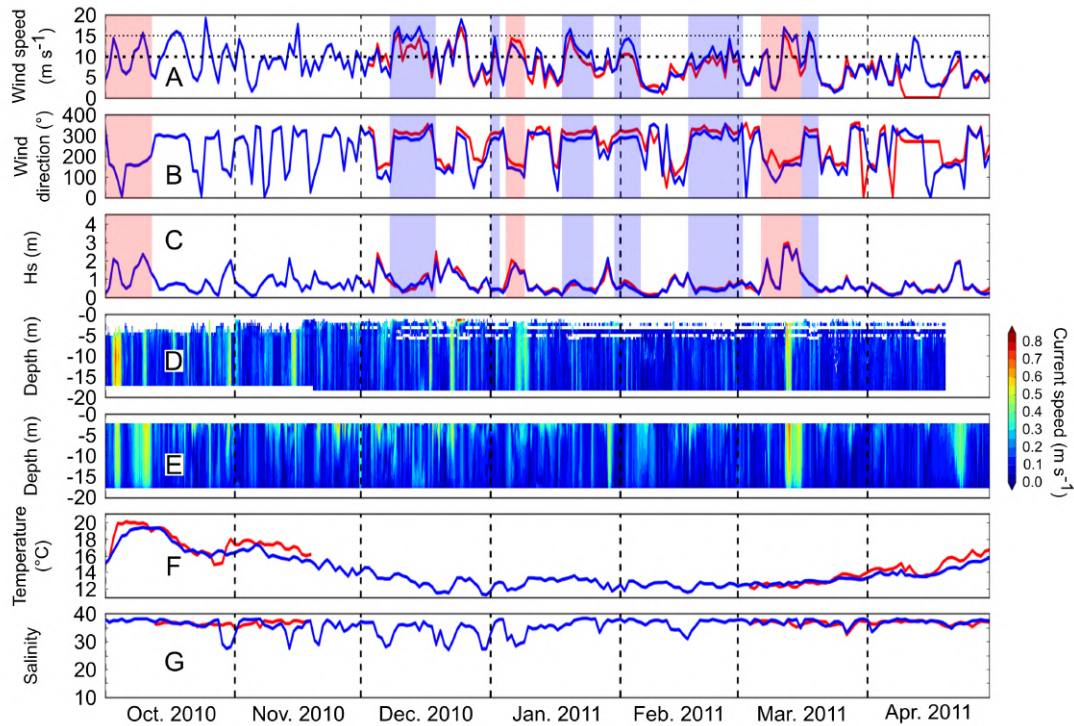 20
15
10
5
0
Wind speed
(m s-1)
A
400
300
200
100
0
Wind
direction (°)
B
4
3
2
1
0
Hs (m)
C
-0
-5
-10
-15
-20
Depth (m)
D
-0
-5
-10
-15
-20
Depth (m)
E
0.8
0.7
0.6
0.5
0.4
0.3
0.2
0.1
0.0
Current speed (m s-1)
20
18
16
14
12
Temperature
(°C)
F
40
30
20
10
Salinity
G
Oct. 2010 Nov. 2010 Dec. 2010 Jan. 2011 Feb. 2011 Mar. 2011 Apr. 2011